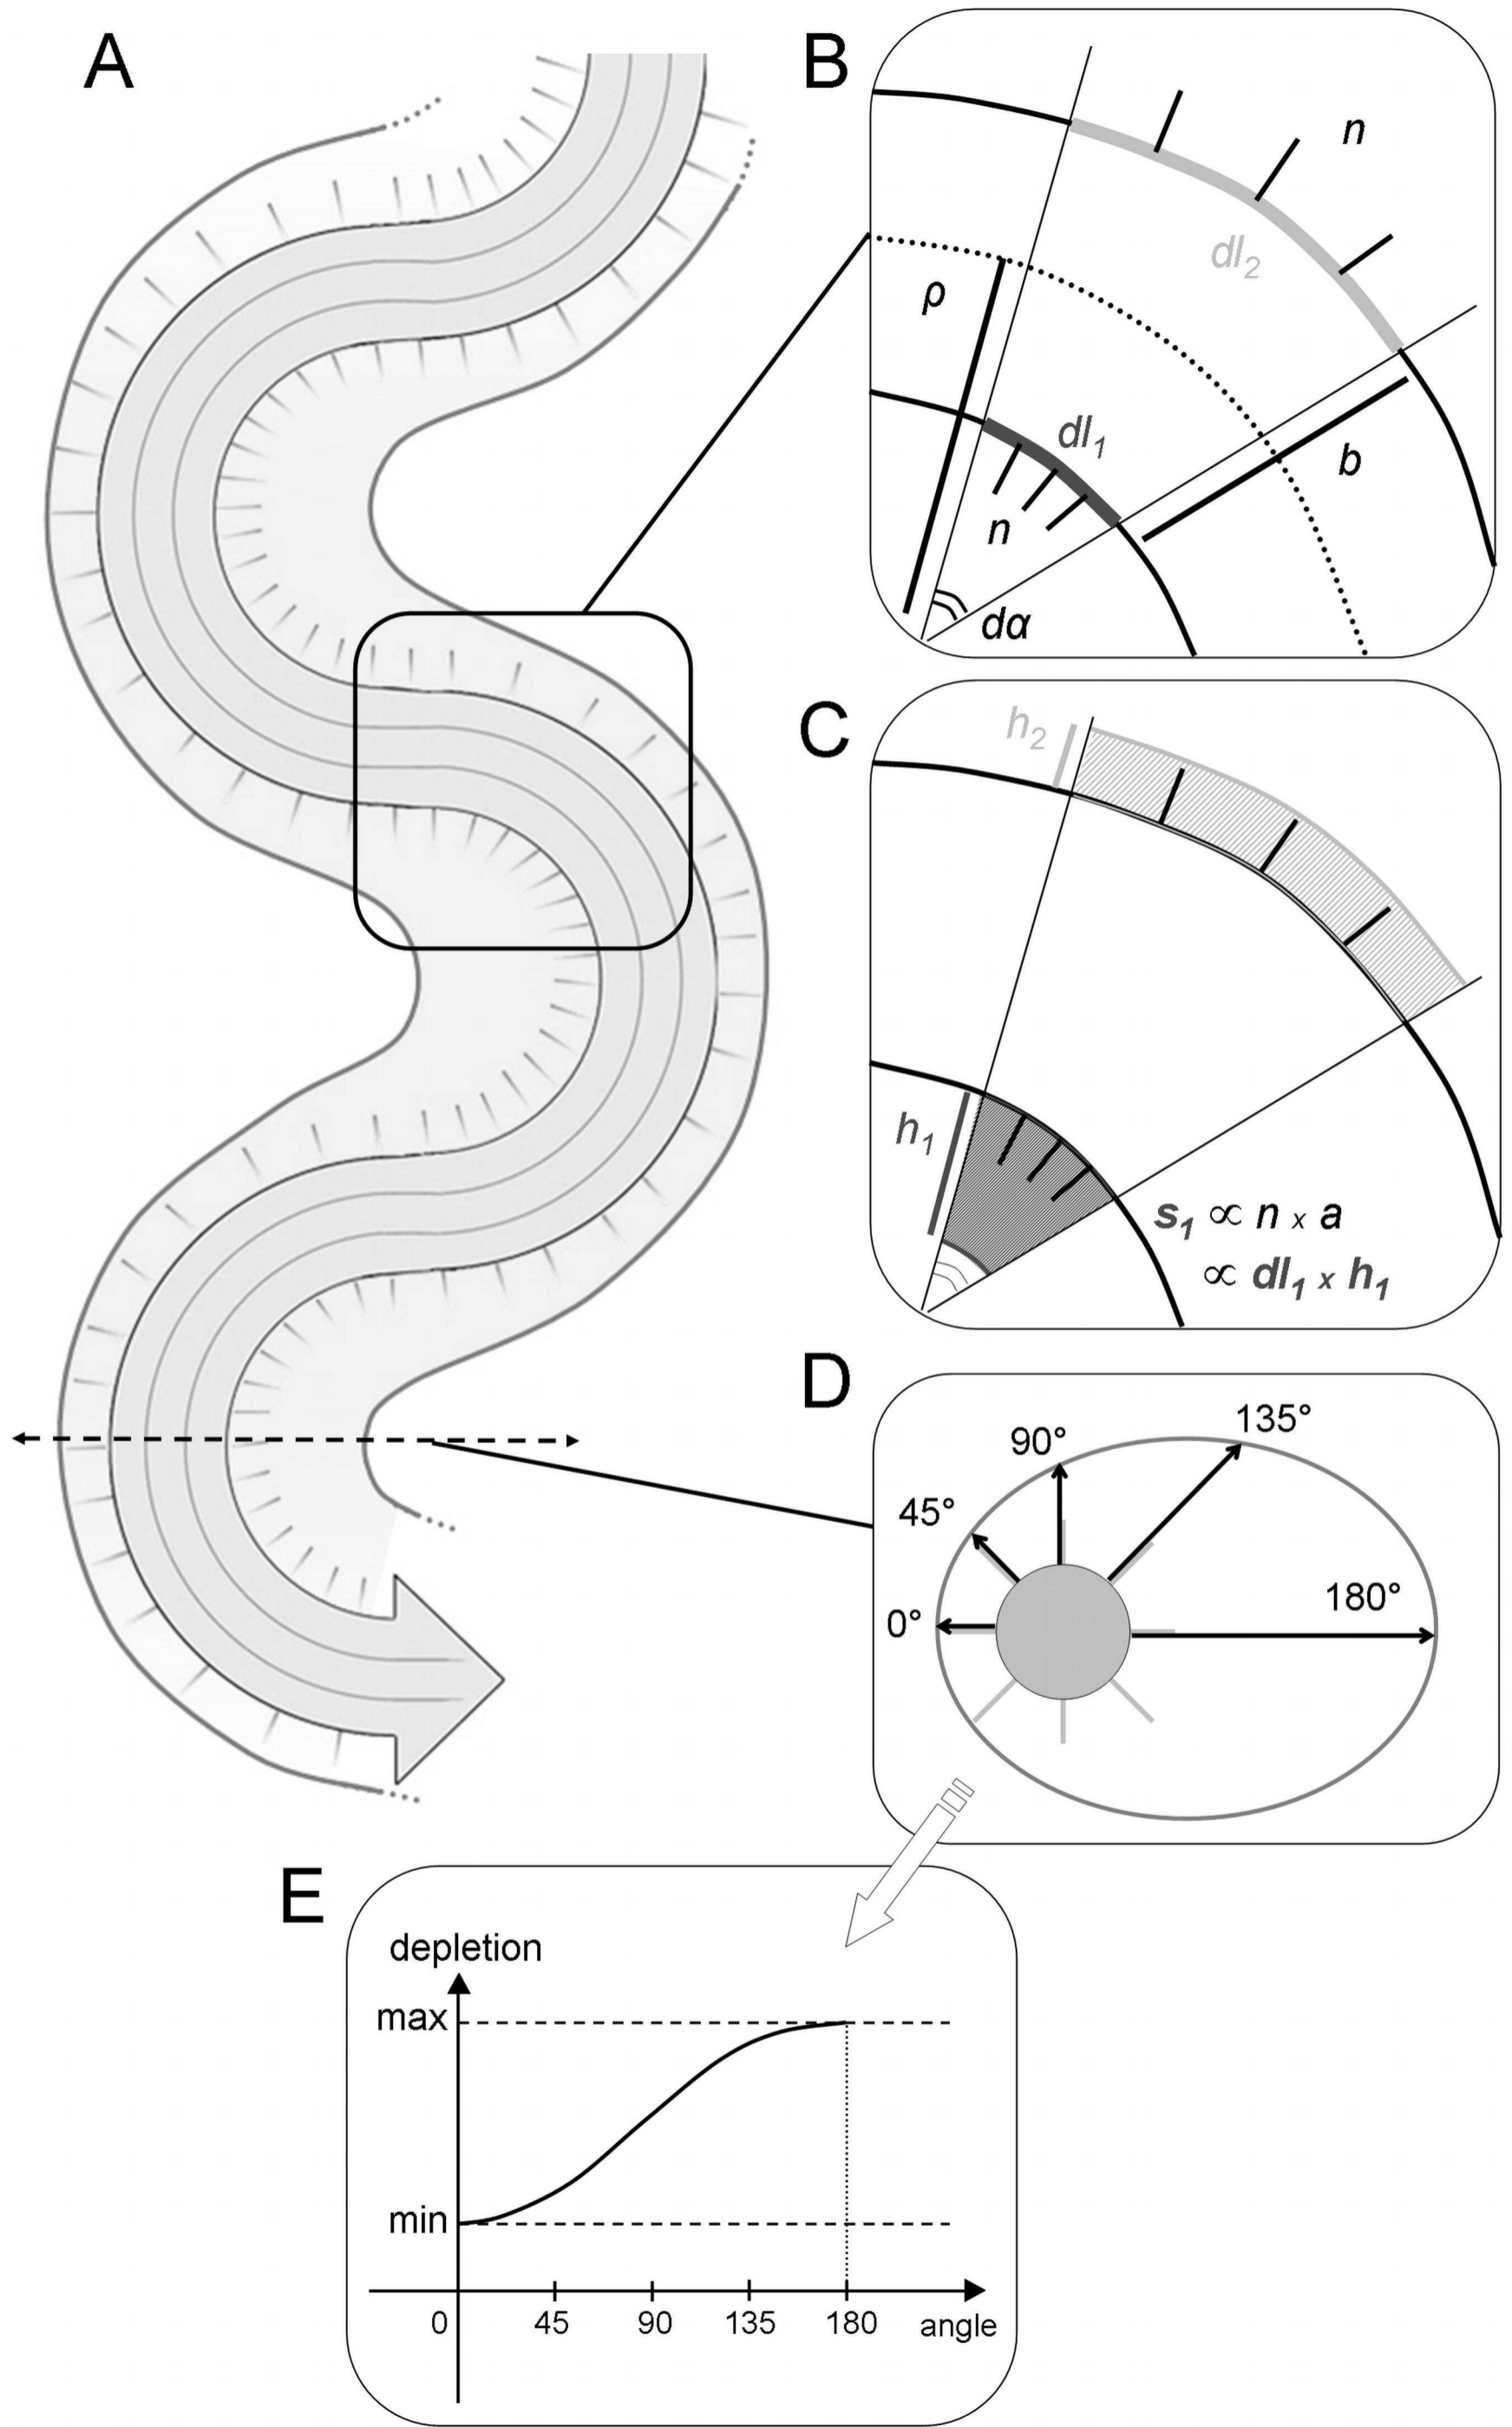 A
B
n
dl2
ρ
dl1
b
n
dα
C
h2
h1
s1 ∝ n x a
∝ dl1 x h1
D
135°
90°
45°
180°
0°
E
depletion
max
min
0 45 90 135 180 angle